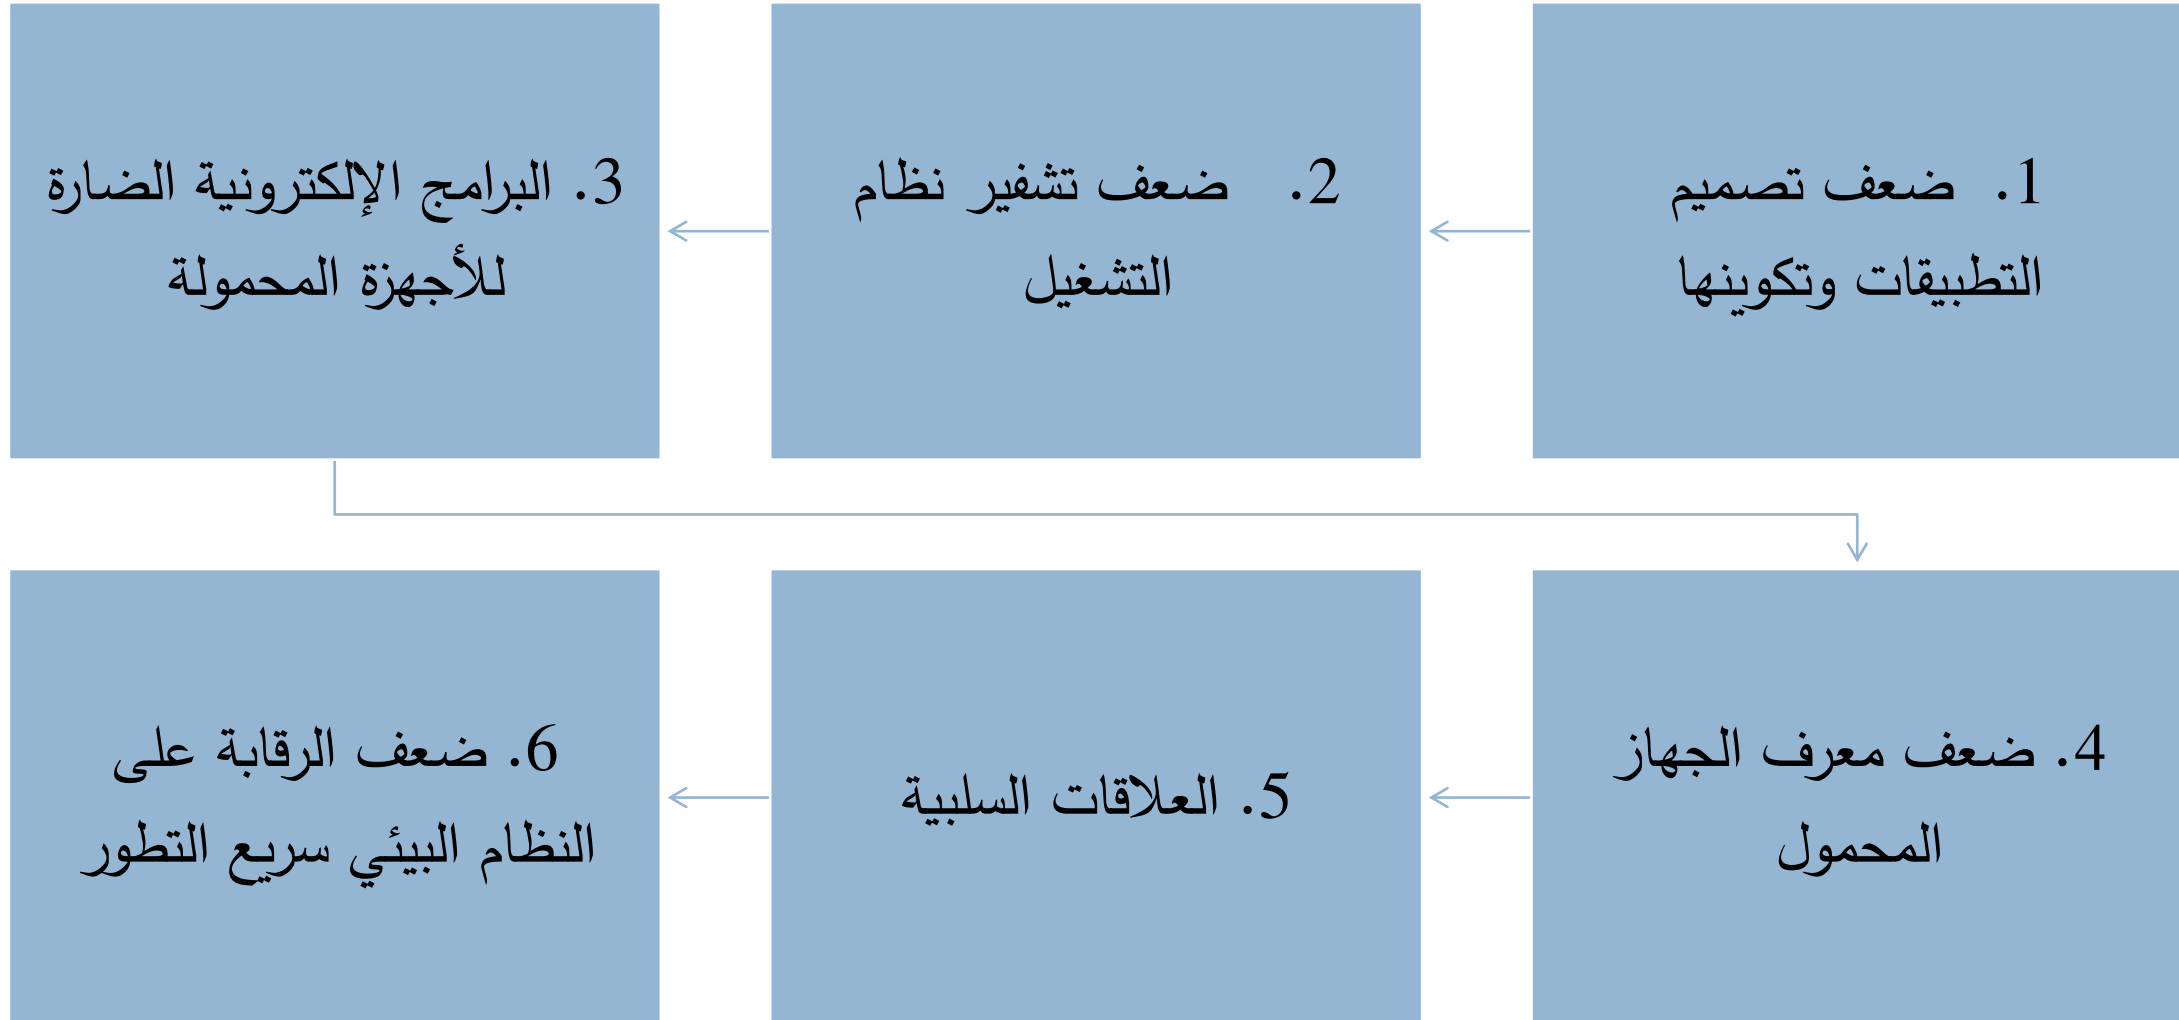 1. ضعف تصميم
التطبيقات وتكوينها
2. ضعف تشفير نظام
التشغيل
3. البرامج الإلكترونية الضارة
للأجهزة المحمولة
4. ضعف معرف الجهاز
المحمول
5. العلاقات السلبية
6. ضعف الرقابة على
النظام البيئي سريع التطور